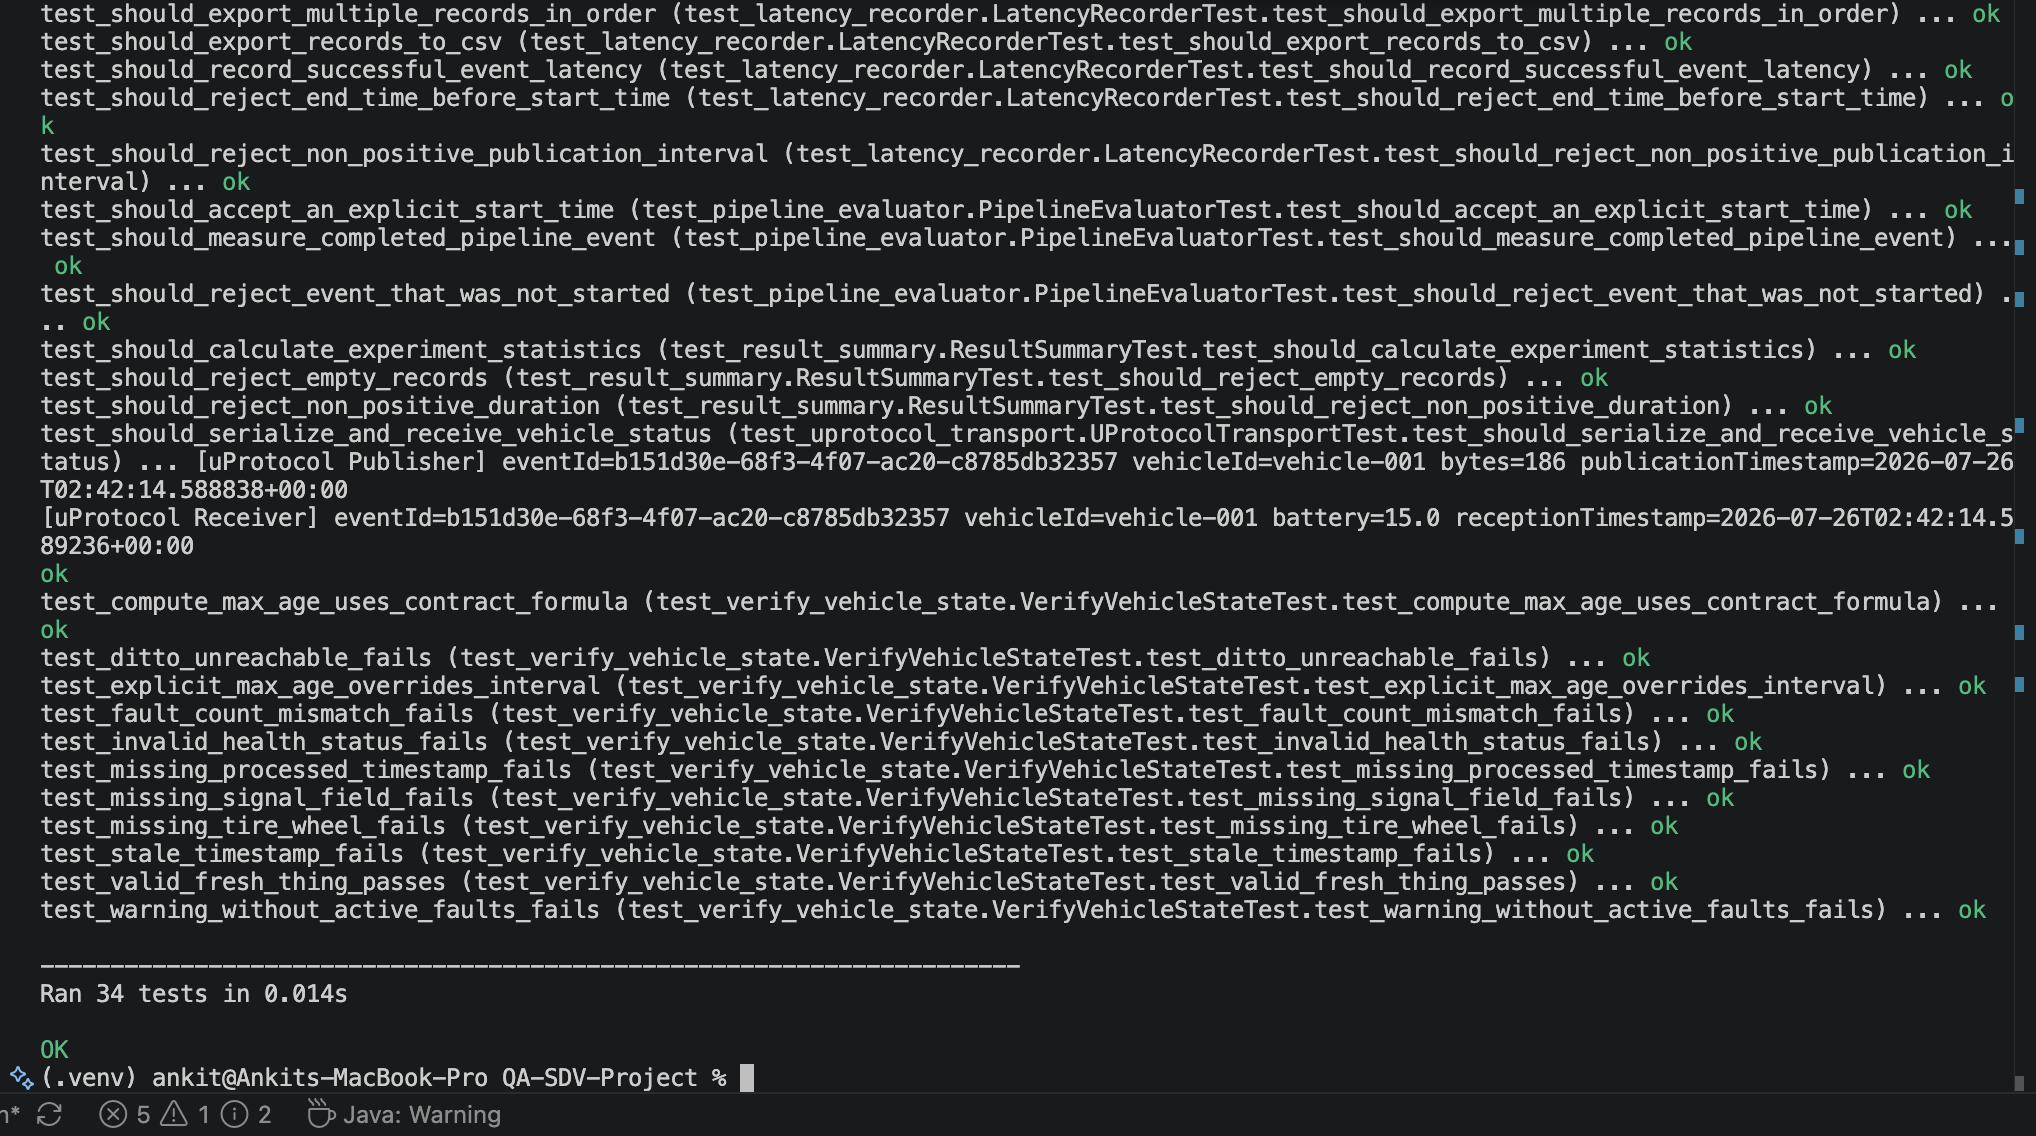 test_should_export_multiple_records_in_order (test_latency_recorder.LatencyRecorderTest.test_should_export_multiple_records_in_order) ... ok
test_should_export_records_to_csv (test_latency_recorder.LatencyRecorderTest.test_should_export_records_to_csv) ... ok
test_should_record_successful_event_latency (test_latency_recorder.LatencyRecorderTest.test_should_record_successful_event_latency) ... ok
test_should_reject_end_time_before_start_time (test_latency_recorder.LatencyRecorderTest.test_should_reject_end_time_before_start_time) ... o
k
test_should_reject_non_positive_publication_interval (test_latency_recorder.LatencyRecorderTest.test_should_reject_non_positive_publication_i
nterval) ... ok
test_should_accept_an_explicit_start_time (test_pipeline_evaluator.PipelineEvaluatorTest.test_should_accept_an_explicit_start_time) ... ok
test_should_measure_completed_pipeline_event (test_pipeline_evaluator.PipelineEvaluatorTest.test_should_measure_completed_pipeline_event) ...
 ok
test_should_reject_event_that_was_not_started (test_pipeline_evaluator.PipelineEvaluatorTest.test_should_reject_event_that_was_not_started) .
.. ok
test_should_calculate_experiment_statistics (test_result_summary.ResultSummaryTest.test_should_calculate_experiment_statistics) ... ok
test_should_reject_empty_records (test_result_summary.ResultSummaryTest.test_should_reject_empty_records) ... ok
test_should_reject_non_positive_duration (test_result_summary.ResultSummaryTest.test_should_reject_non_positive_duration) ... ok
test_should_serialize_and_receive_vehicle_status (test_uprotocol_transport.UProtocolTransportTest.test_should_serialize_and_receive_vehicle_s
tatus) ... [uProtocol Publisher] eventId=b151d30e-68f3-4f07-ac20-c8785db32357 vehicleId=vehicle-001 bytes=186 publicationTimestamp=2026-07-26
T02:42:14.588838+00:00
[uProtocol Receiver] eventId=b151d30e-68f3-4f07-ac20-c8785db32357 vehicleId=vehicle-001 battery=15.0 receptionTimestamp=2026-07-26T02:42:14.5
89236+00:00
ok
test_compute_max_age_uses_contract_formula (test_verify_vehicle_state.VerifyVehicleStateTest.test_compute_max_age_uses_contract_formula) ...
ok
test_ditto_unreachable_fails (test_verify_vehicle_state.VerifyVehicleStateTest.test_ditto_unreachable_fails) ... ok
test_explicit_max_age_overrides_interval (test_verify_vehicle_state.VerifyVehicleStateTest.test_explicit_max_age_overrides_interval) ... ok
test_fault_count_mismatch_fails (test_verify_vehicle_state.VerifyVehicleStateTest.test_fault_count_mismatch_fails) ... ok
test_invalid_health_status_fails (test_verify_vehicle_state.VerifyVehicleStateTest.test_invalid_health_status_fails) ... ok
test_missing_processed_timestamp_fails (test_verify_vehicle_state.VerifyVehicleStateTest.test_missing_processed_timestamp_fails) ... ok
test_missing_signal_field_fails (test_verify_vehicle_state.VerifyVehicleStateTest.test_missing_signal_field_fails) ... ok
test_missing_tire_wheel_fails (test_verify_vehicle_state.VerifyVehicleStateTest.test_missing_tire_wheel_fails) ... ok
test_stale_timestamp_fails (test_verify_vehicle_state.VerifyVehicleStateTest.test_stale_timestamp_fails) ... ok
test_valid_fresh_thing_passes (test_verify_vehicle_state.VerifyVehicleStateTest.test_valid_fresh_thing_passes) ... ok
test_warning_without_active_faults_fails (test_verify_vehicle_state.VerifyVehicleStateTest.test_warning_without_active_faults_fails) ... ok
----------------------------------------------------------------------
Ran 34 tests in 0.014s
OK
(.venv) ankit@Ankits-MacBook-Pro QA-SDV-Project %
n* 5 1 2 Java: Warning